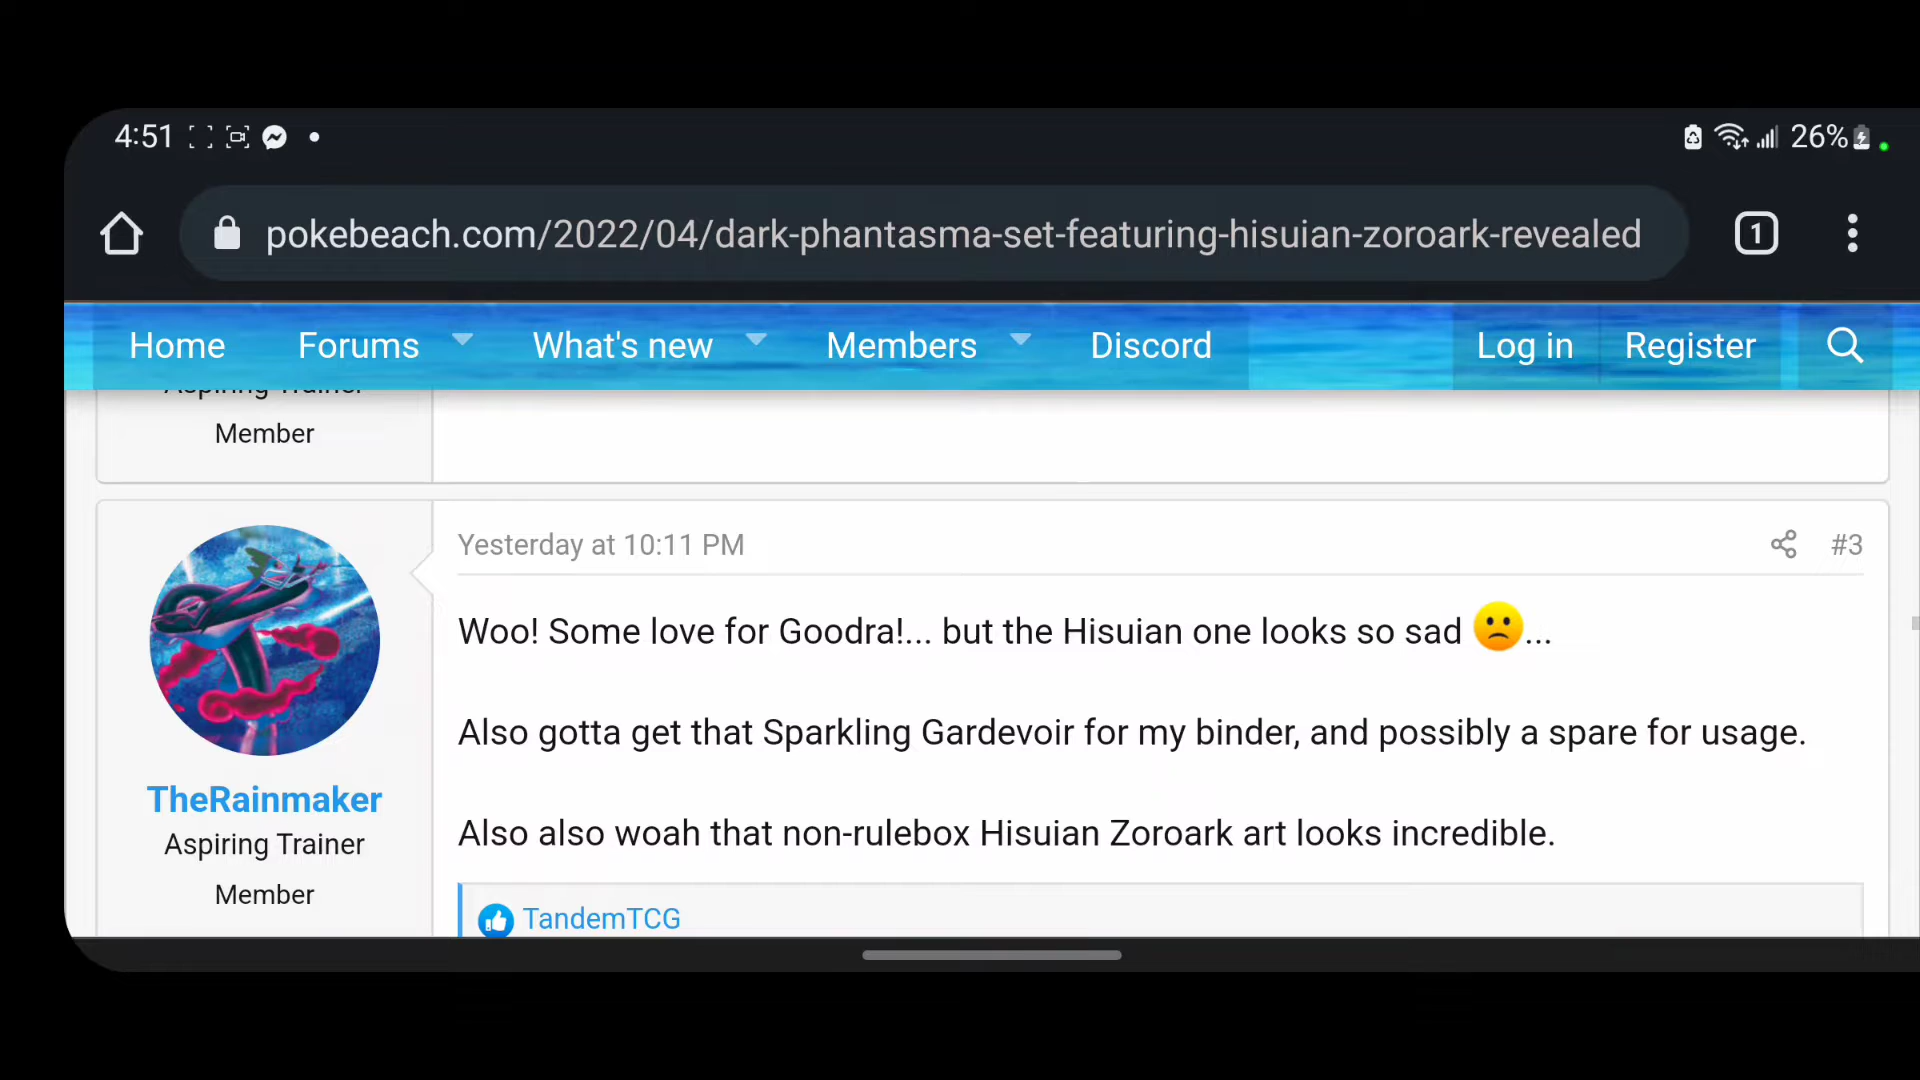 4:51
26%
pokebeach.com/2022/04/dark-phantasma-set-featuring-hisuian-zoroark-revealed
1
Home Forums What's new Members Discord Log in Register
Aspiring Trainer
Member
Yesterday at 10:11 PM
#3
Woo! Some love for Goodra!... but the Hisuian one looks so sad 🙁...
Also gotta get that Sparkling Gardevoir for my binder, and possibly a spare for usage.
Also also woah that non-rulebox Hisuian Zoroark art looks incredible.
TheRainmaker
Aspiring Trainer
Member
TandemTCG